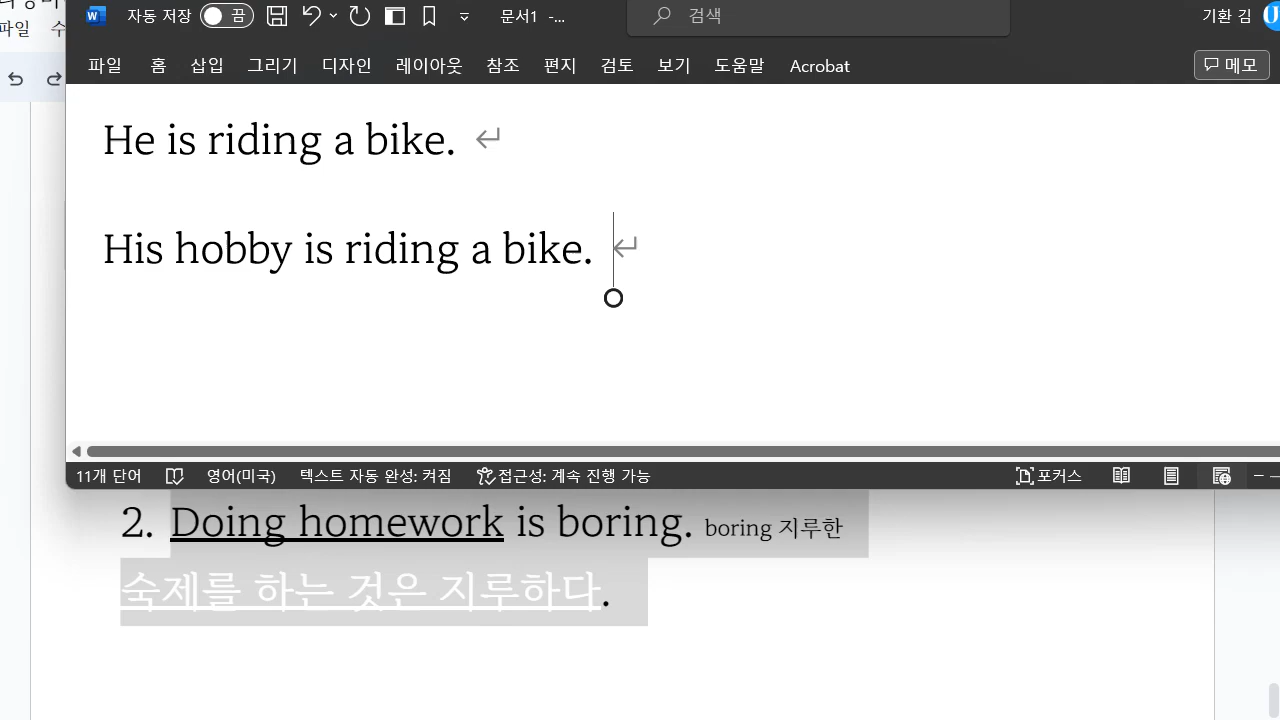 파일
자동 저장 끔 문서1 -... 검색 기환 김
파일 홈 삽입 그리기 디자인 레이아웃 참조 편지 검토 보기 도움말 Acrobat 메모
He is riding a bike. ↵
His hobby is riding a bike. ↵
11개 단어 영어(미국) 텍스트 자동 완성: 켜짐 접근성: 계속 진행 가능 포커스
2. Doing homework is boring. boring 지루한
숙제를 하는 것은 지루하다.